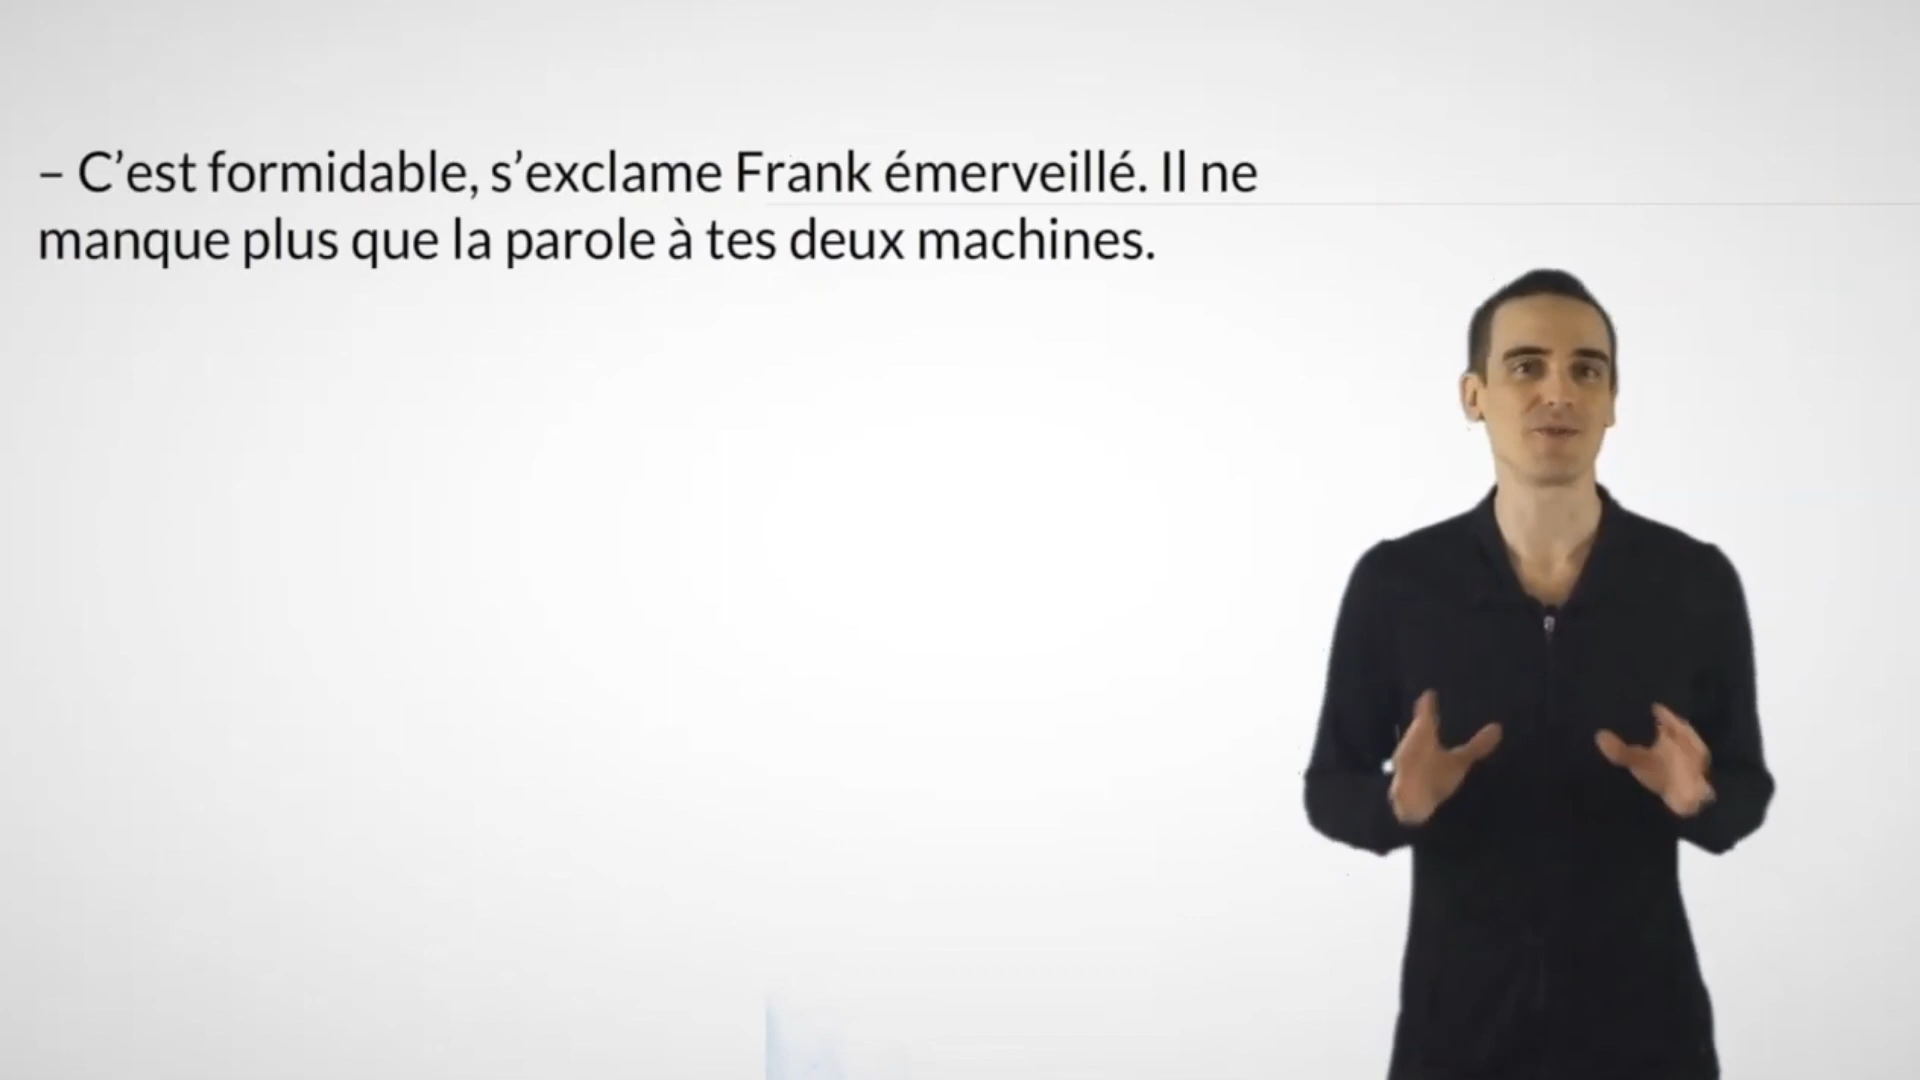 – C’est formidable, s’exclame Frank émerveillé. Il ne
manque plus que la parole à tes deux machines.